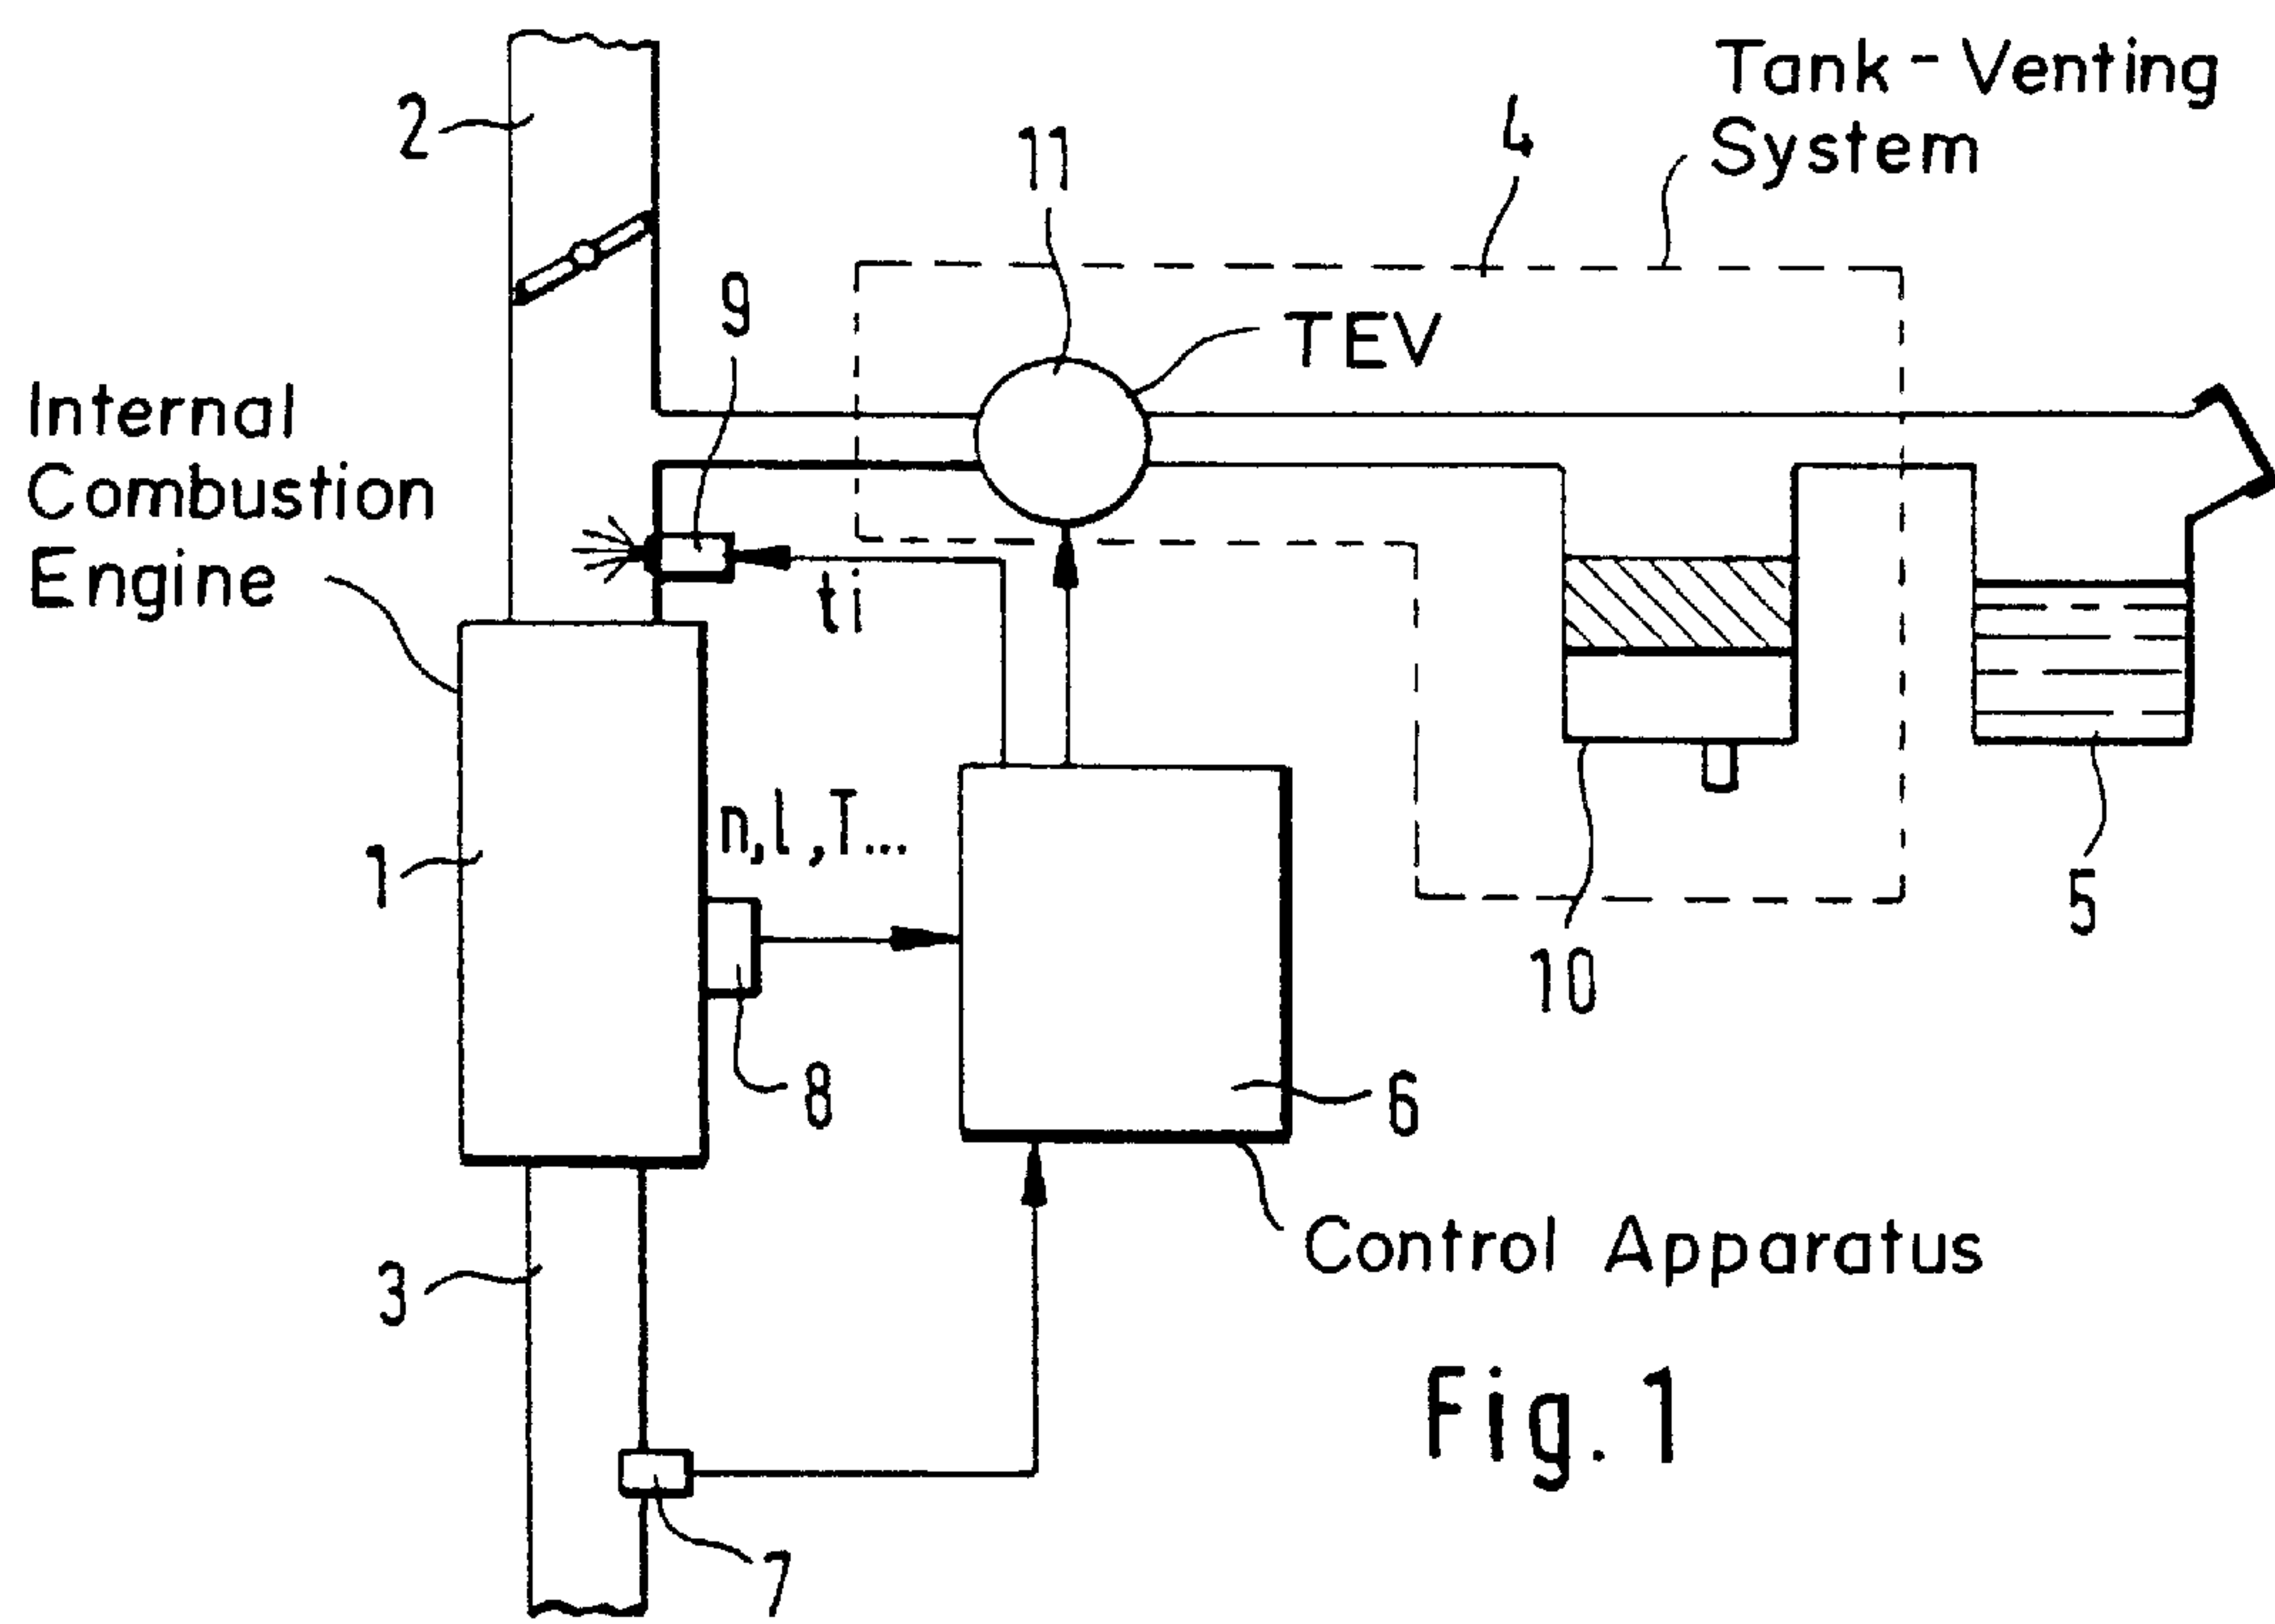 Tank-Venting
System
2
11
4
9
TEV
Internal
Combustion
Engine
ti
n,l,T...
1
5
10
8
6
Control Apparatus
3
Fig. 1
7